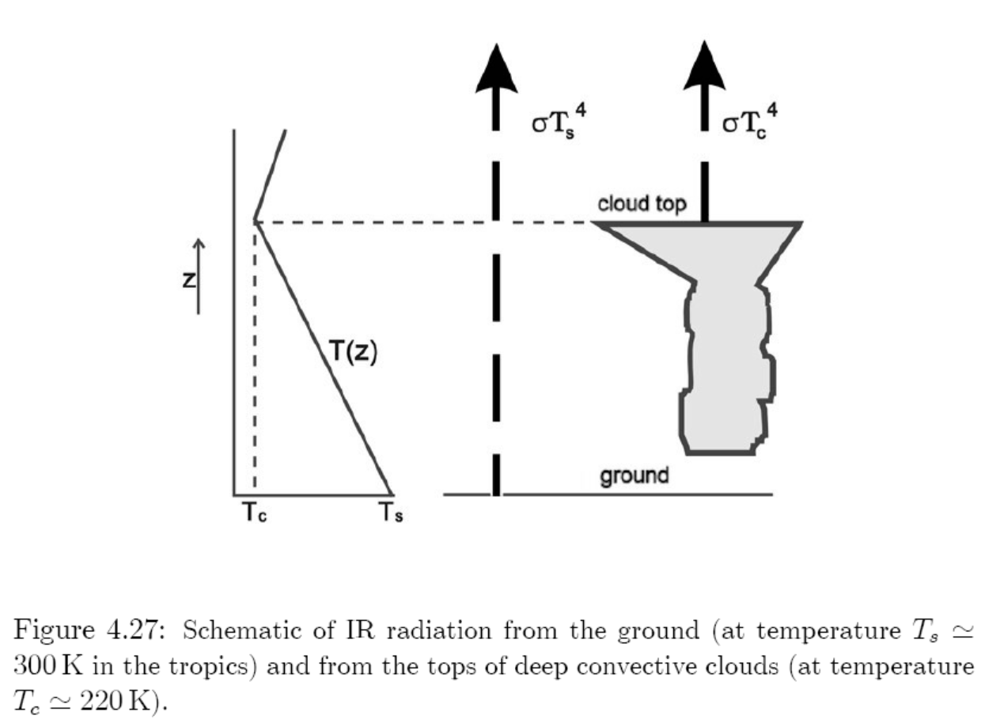 σTs⁴
σTc⁴
cloud top
z
T(z)
ground
Tc
Ts
Figure 4.27: Schematic of IR radiation from the ground (at temperature Ts ≃
300 K in the tropics) and from the tops of deep convective clouds (at temperature
Tc ≃ 220 K).